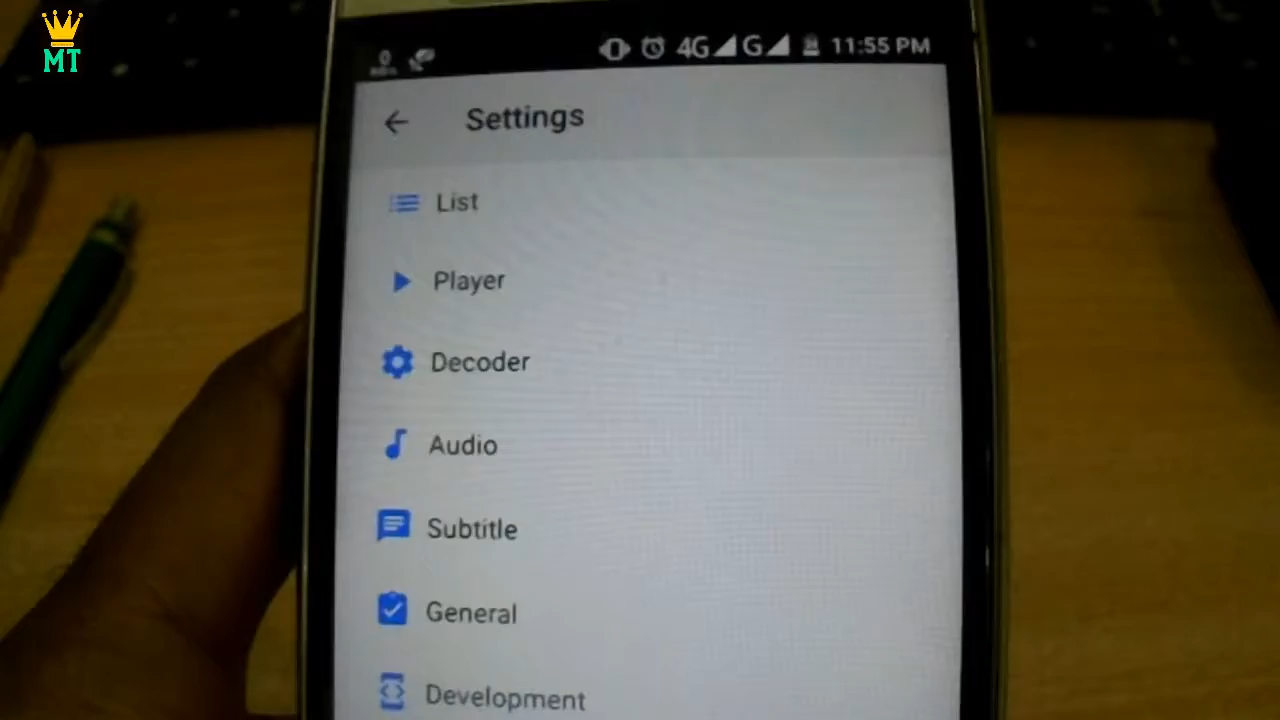 MT
4G G 11:55 PM
Settings
List
Player
Decoder
Audio
Subtitle
General
Development